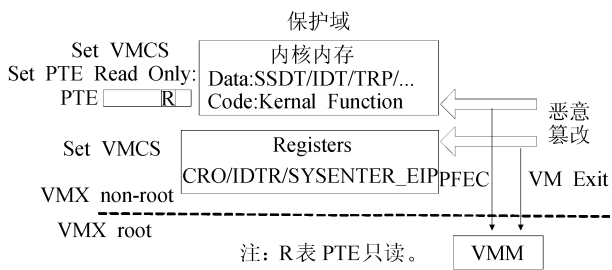 保护域
Set VMCS
Set PTE Read Only:
PTE R
内核内存
Data:SSDT/IDT/TRP/...
Code:Kernal Function
恶意
篡改
Set VMCS
Registers
CRO/IDTR/SYSENTER_EIP
PFEC
VM Exit
VMX non-root
VMX root
注：R表 PTE只读。
VMM